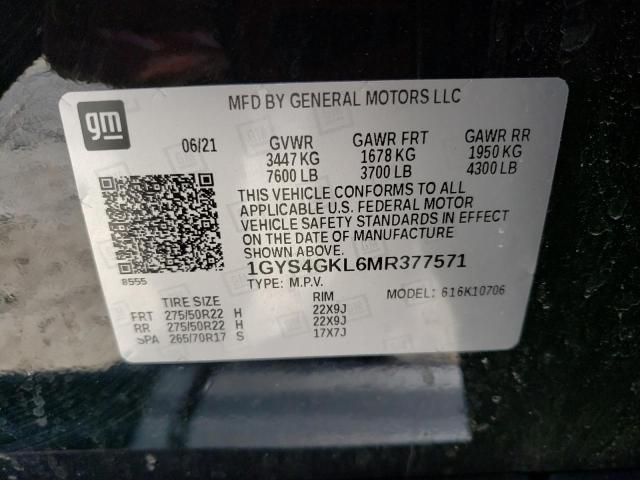 MFD BY GENERAL MOTORS LLC
gm
06/21 GVWR GAWR FRT GAWR RR
3447 KG 1678 KG 1950 KG
7600 LB 3700 LB 4300 LB
THIS VEHICLE CONFORMS TO ALL
APPLICABLE U.S. FEDERAL MOTOR
VEHICLE SAFETY STANDARDS IN EFFECT
ON THE DATE OF MANUFACTURE
SHOWN ABOVE.
1GYS4GKL6MR377571
8555
TYPE: M.P.V. MODEL: 616K10706
TIRE SIZE RIM
FRT 275/50R22 H 22X9J
RR 275/50R22 H 22X9J
SPA 265/70R17 S 17X7J